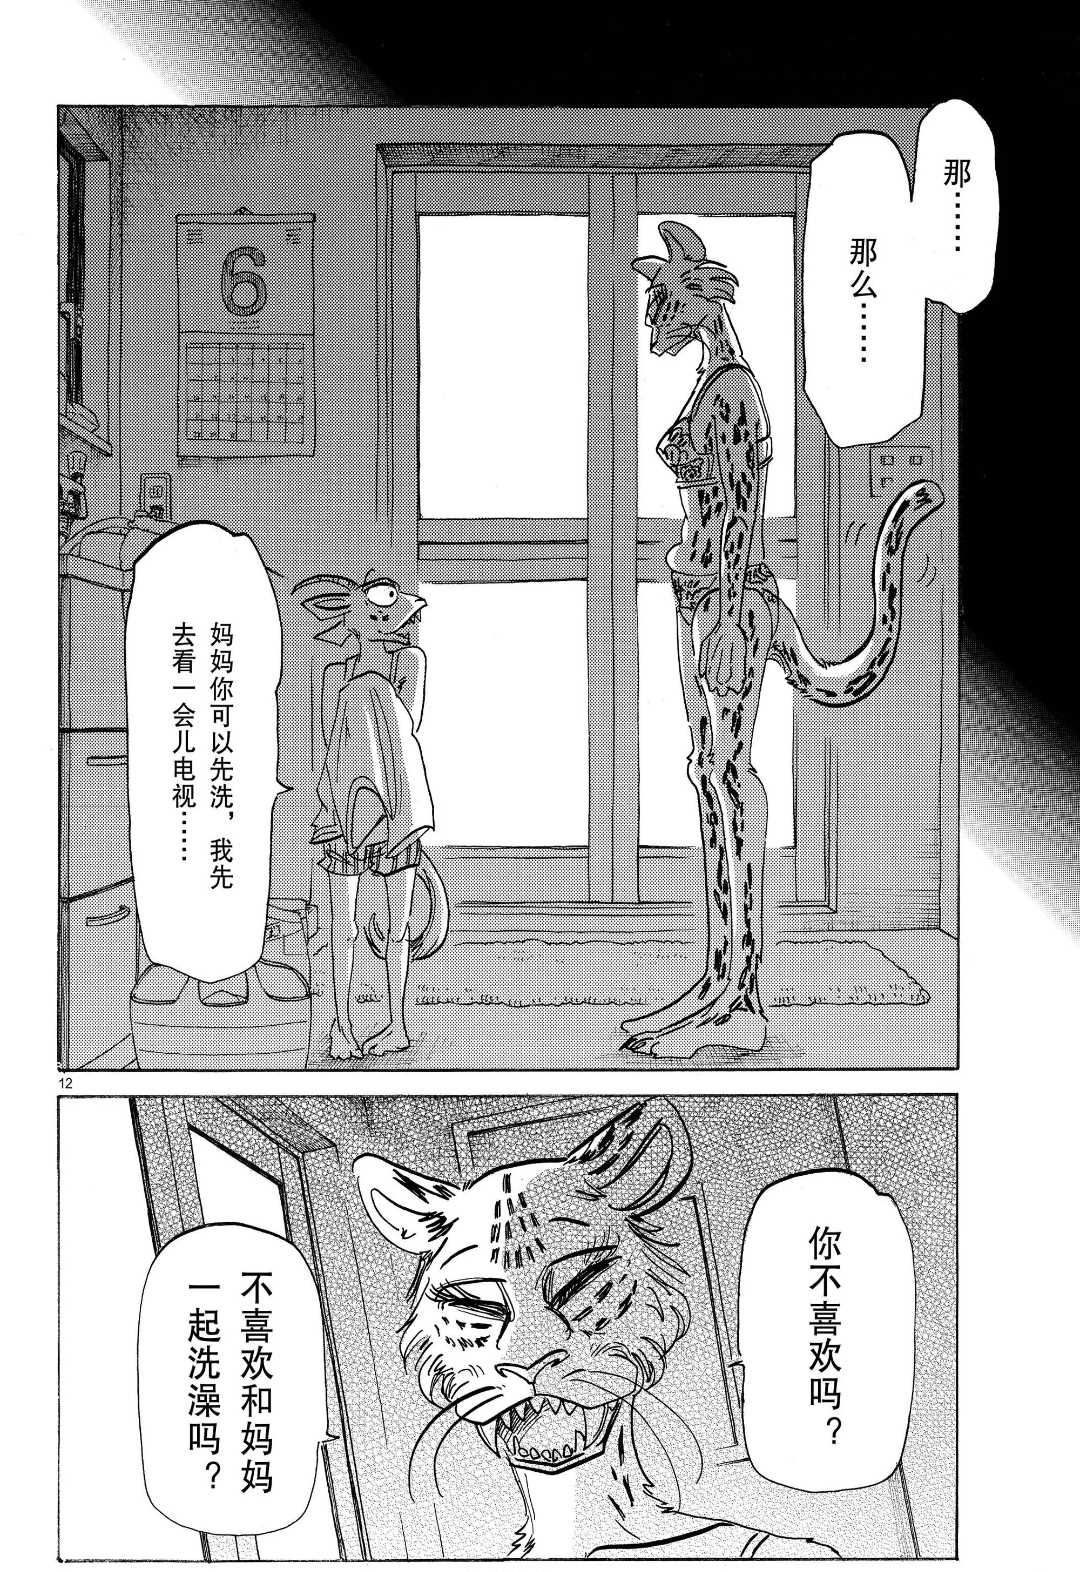 那……
那么……
6
妈妈你可以先洗，我先
去看一会儿电视……
12
你不喜欢吗？
不喜欢和妈妈
一起洗澡吗？